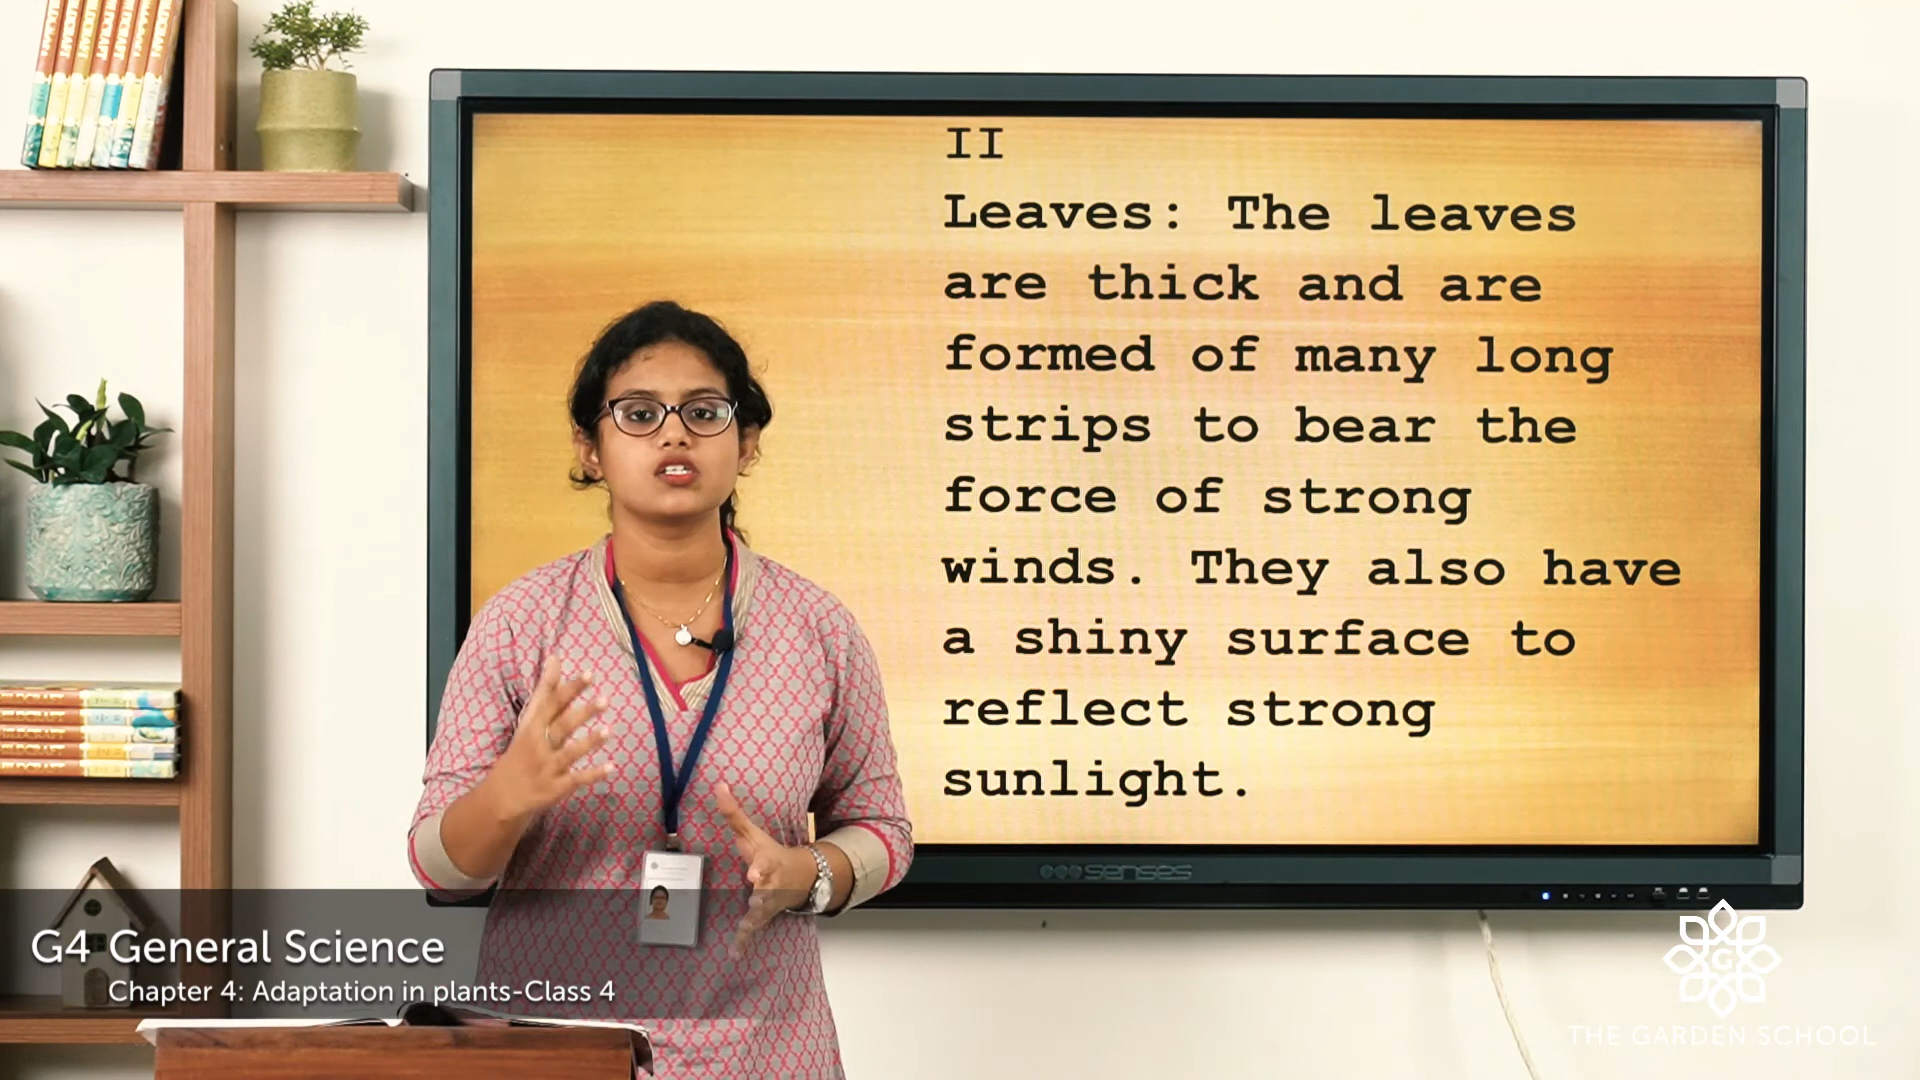 II
Leaves: The leaves
are thick and are
formed of many long
strips to bear the
force of strong
winds. They also have
a shiny surface to
reflect strong
sunlight.
senses
G4 General Science
Chapter 4: Adaptation in plants-Class 4
G
THE GARDEN SCHOOL